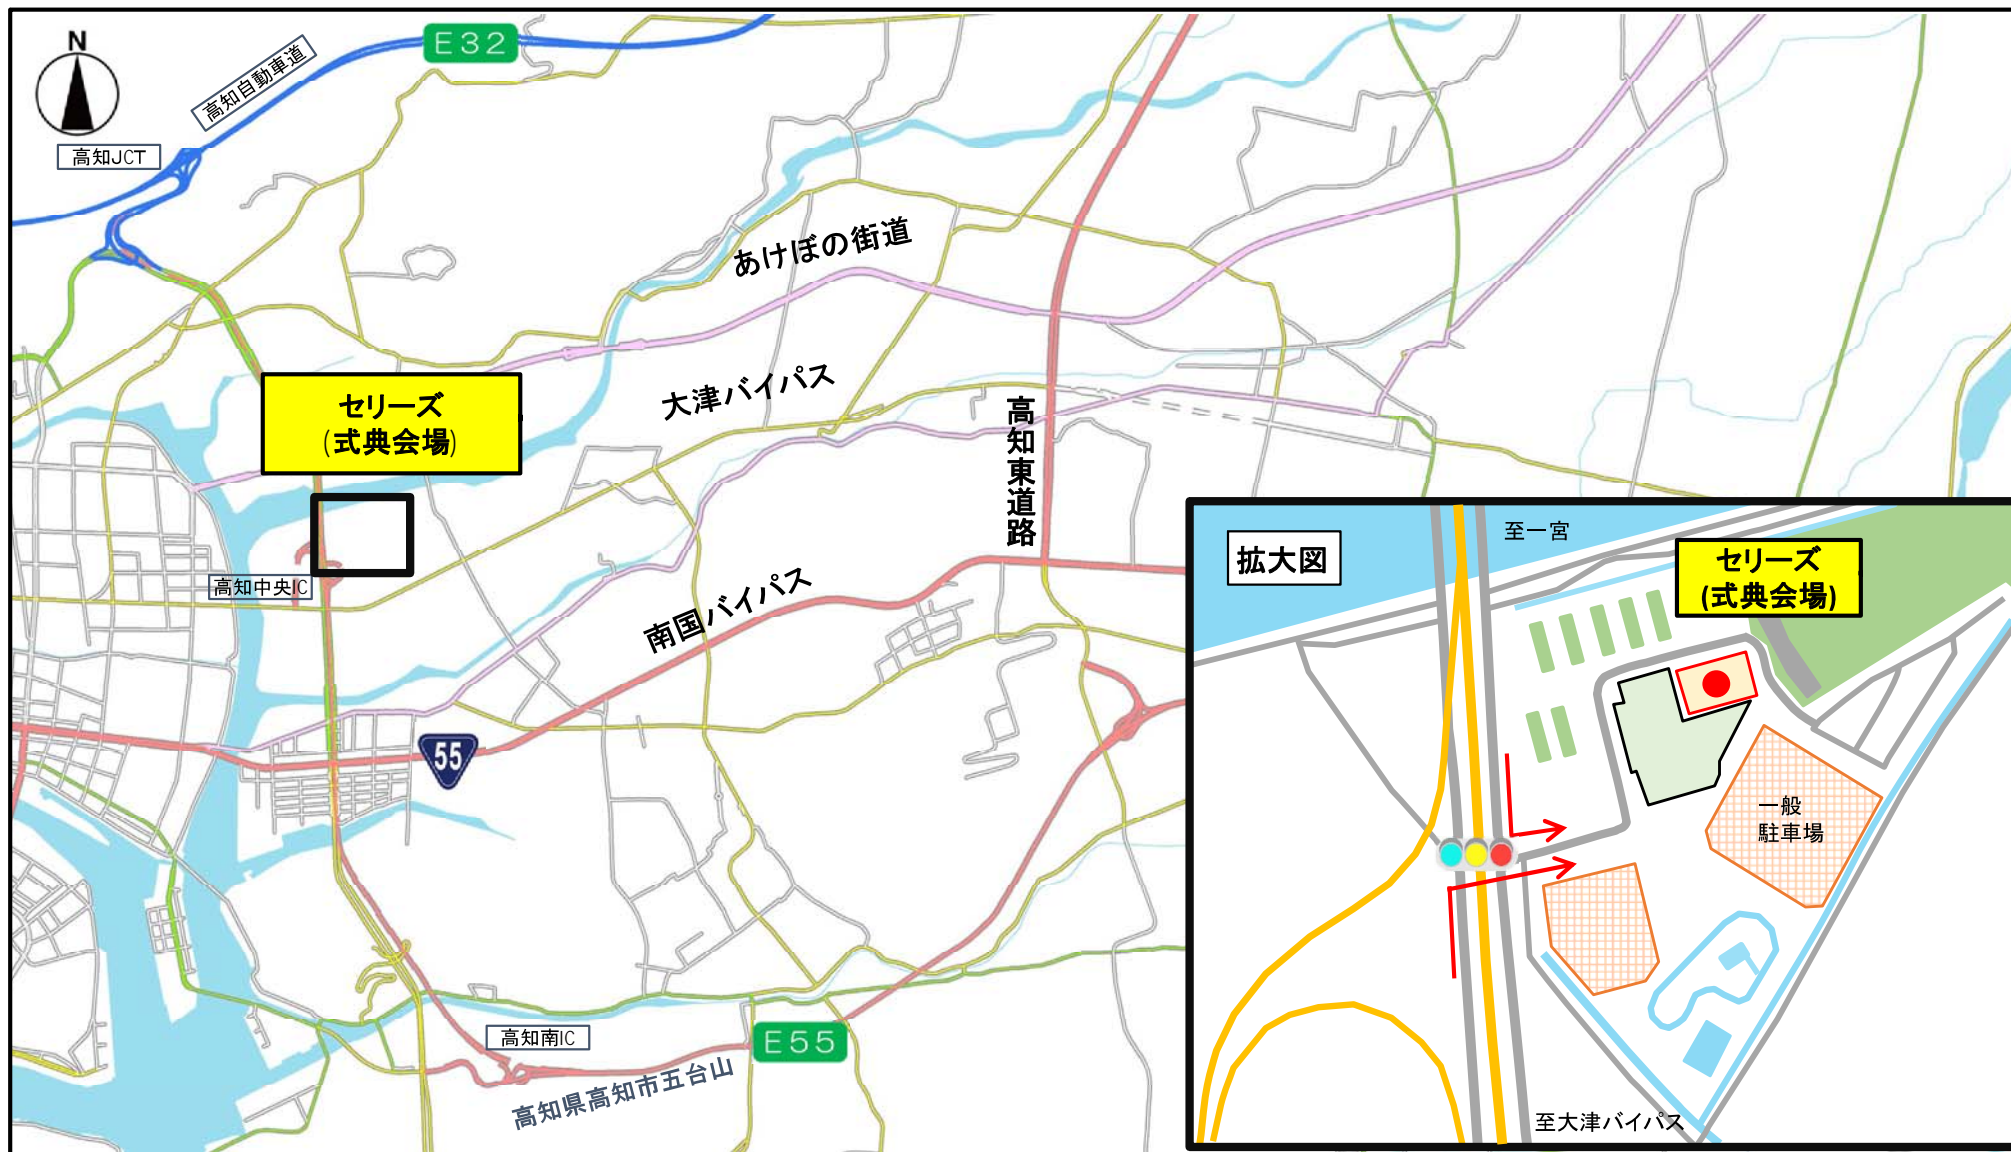 N
E32
高知自動車道
高知JCT
あけぼの街道
大津バイパス
セリーズ
(式典会場)
高知東道路
高知中央IC
南国バイパス
55
高知南IC
E55
高知県高知市五台山
拡大図
至一宮
セリーズ
(式典会場)
一般
駐車場
至大津バイパス